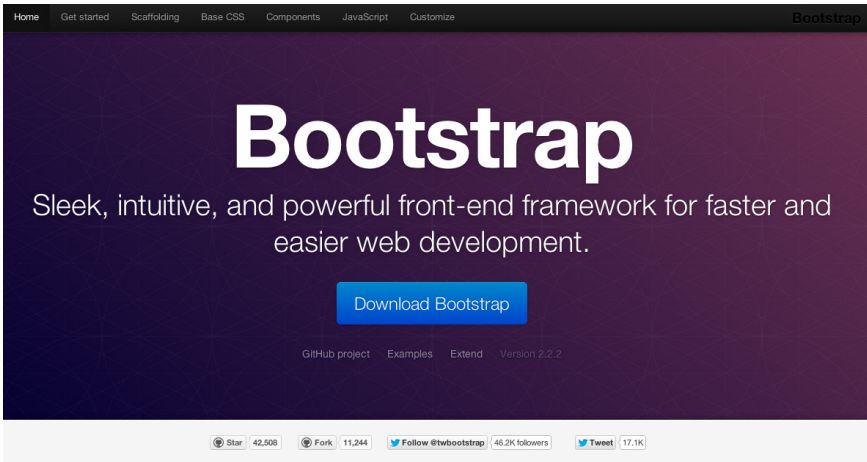 Home Get started Scaffolding Base CSS Components JavaScript Customize Bootstrap
Bootstrap
Sleek, intuitive, and powerful front-end framework for faster and
easier web development.
Download Bootstrap
GitHub project Examples Extend Version 2.2.2
Star 42,508 Fork 11,244 Follow @twbootstrap 46.2K followers Tweet 17.1K